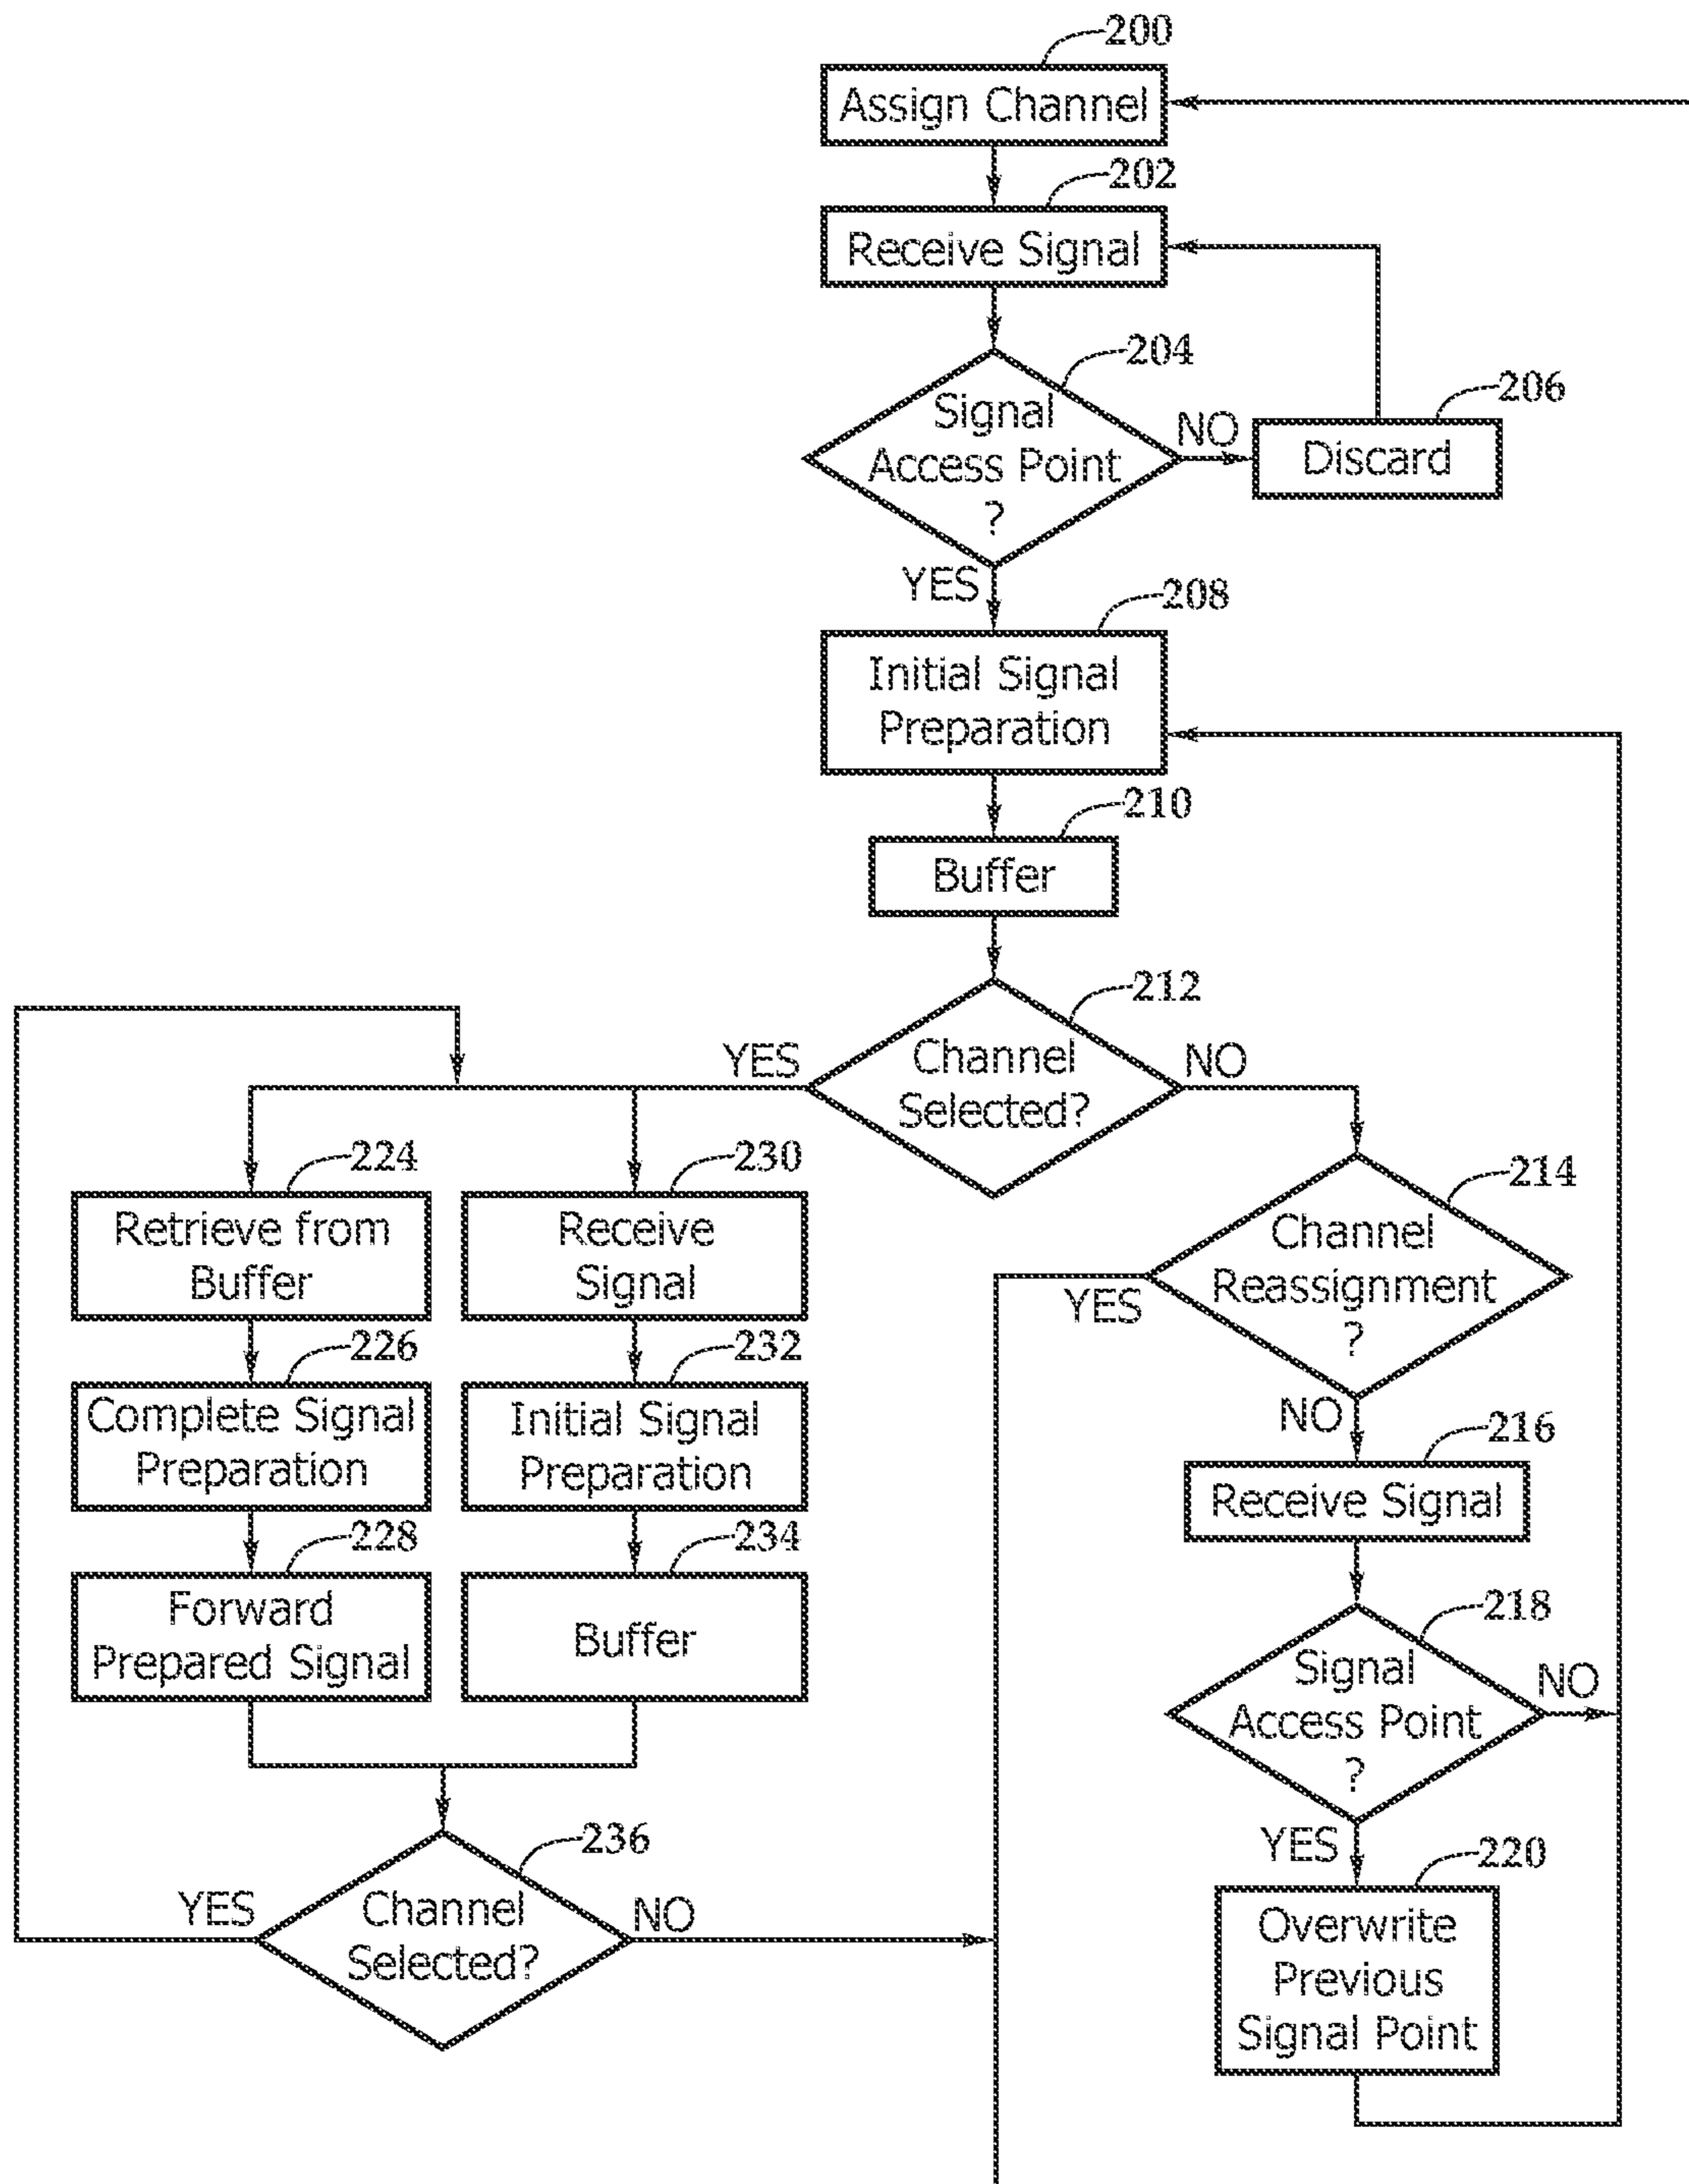 200
Assign Channel
202
Receive Signal
204
Signal
Access Point
?
NO
206
Discard
YES
208
Initial Signal
Preparation
210
Buffer
212
Channel
Selected?
YES
NO
224
Retrieve from
Buffer
230
Receive
Signal
214
Channel
Reassignment
?
YES
NO
226
Complete Signal
Preparation
232
Initial Signal
Preparation
216
Receive Signal
228
Forward
Prepared Signal
234
Buffer
218
Signal
Access Point
?
NO
YES
236
Channel
Selected?
YES
NO
220
Overwrite
Previous
Signal Point